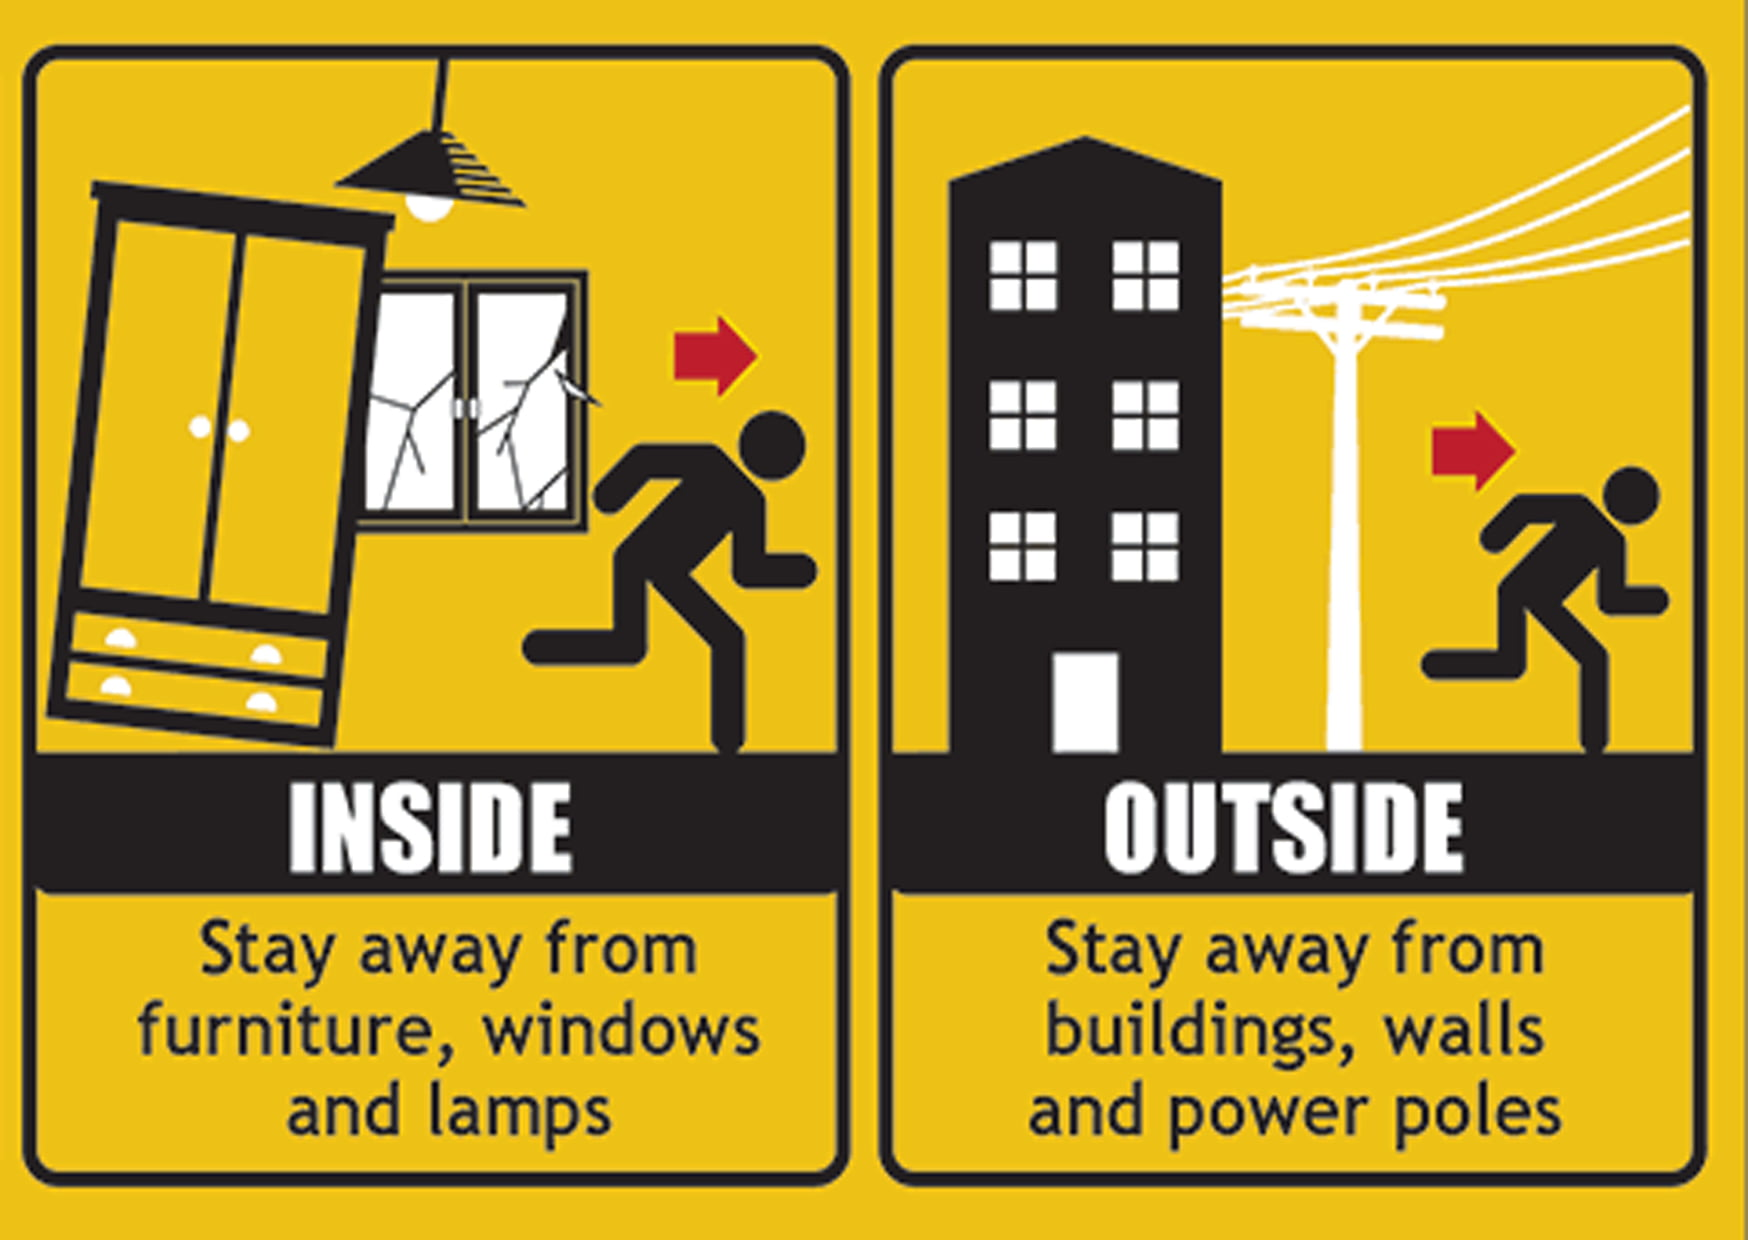 INSIDE
Stay away from
furniture, windows
and lamps
OUTSIDE
Stay away from
buildings, walls
and power poles